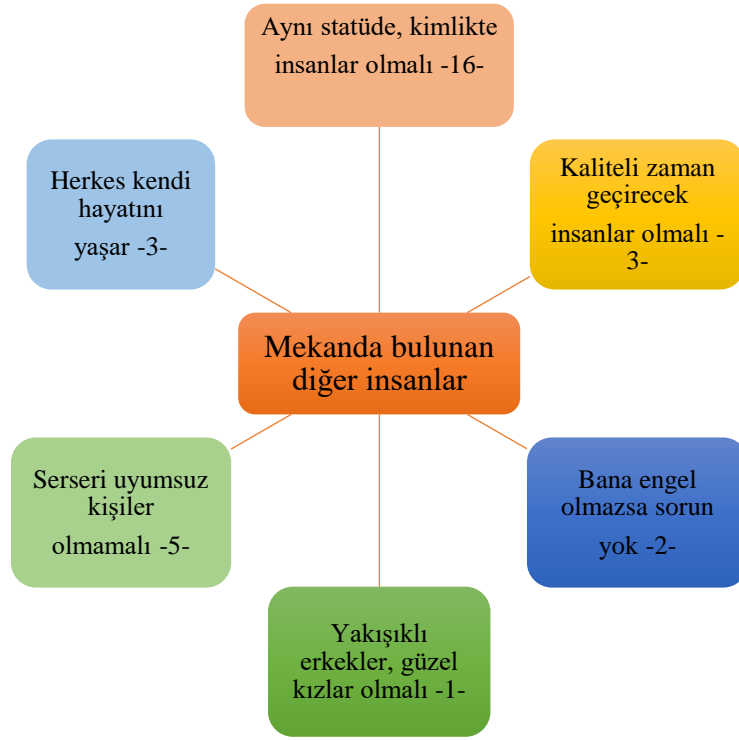 Aynı statüde, kimlikte
insanlar olmalı -16-
Herkes kendi
hayatını
yaşar -3-
Kaliteli zaman
geçirecek
insanlar olmalı -
3-
Mekanda bulunan
diğer insanlar
Serseri uyumsuz
kişiler
olmamalı -5-
Bana engel
olmazsa sorun
yok -2-
Yakışıklı
erkekler, güzel
kızlar olmalı -1-